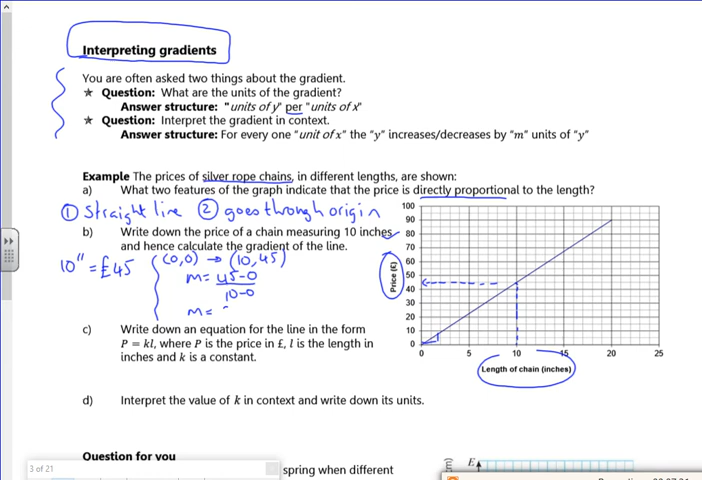 Interpreting gradients
You are often asked two things about the gradient.
★ Question: What are the units of the gradient?
Answer structure: "units of y" per "units of x"
★ Question: Interpret the gradient in context.
Answer structure: For every one "unit of x" the "y" increases/decreases by "m" units of "y"
Example The prices of silver rope chains, in different lengths, are shown:
a) What two features of the graph indicate that the price is directly proportional to the length?
① Straight line ② goes through origin
b) Write down the price of a chain measuring 10 inches
and hence calculate the gradient of the line.
10" = £45
(0,0) → (10,45)
m = 45-0
10-0
m =
c) Write down an equation for the line in the form
P = kl, where P is the price in £, l is the length in
inches and k is a constant.
100
90
80
70
60
50
40
30
20
10
0
Price (£)
0 5 10 15 20 25
Length of chain (inches)
d) Interpret the value of k in context and write down its units.
Question for you
3 of 21
spring when different
E